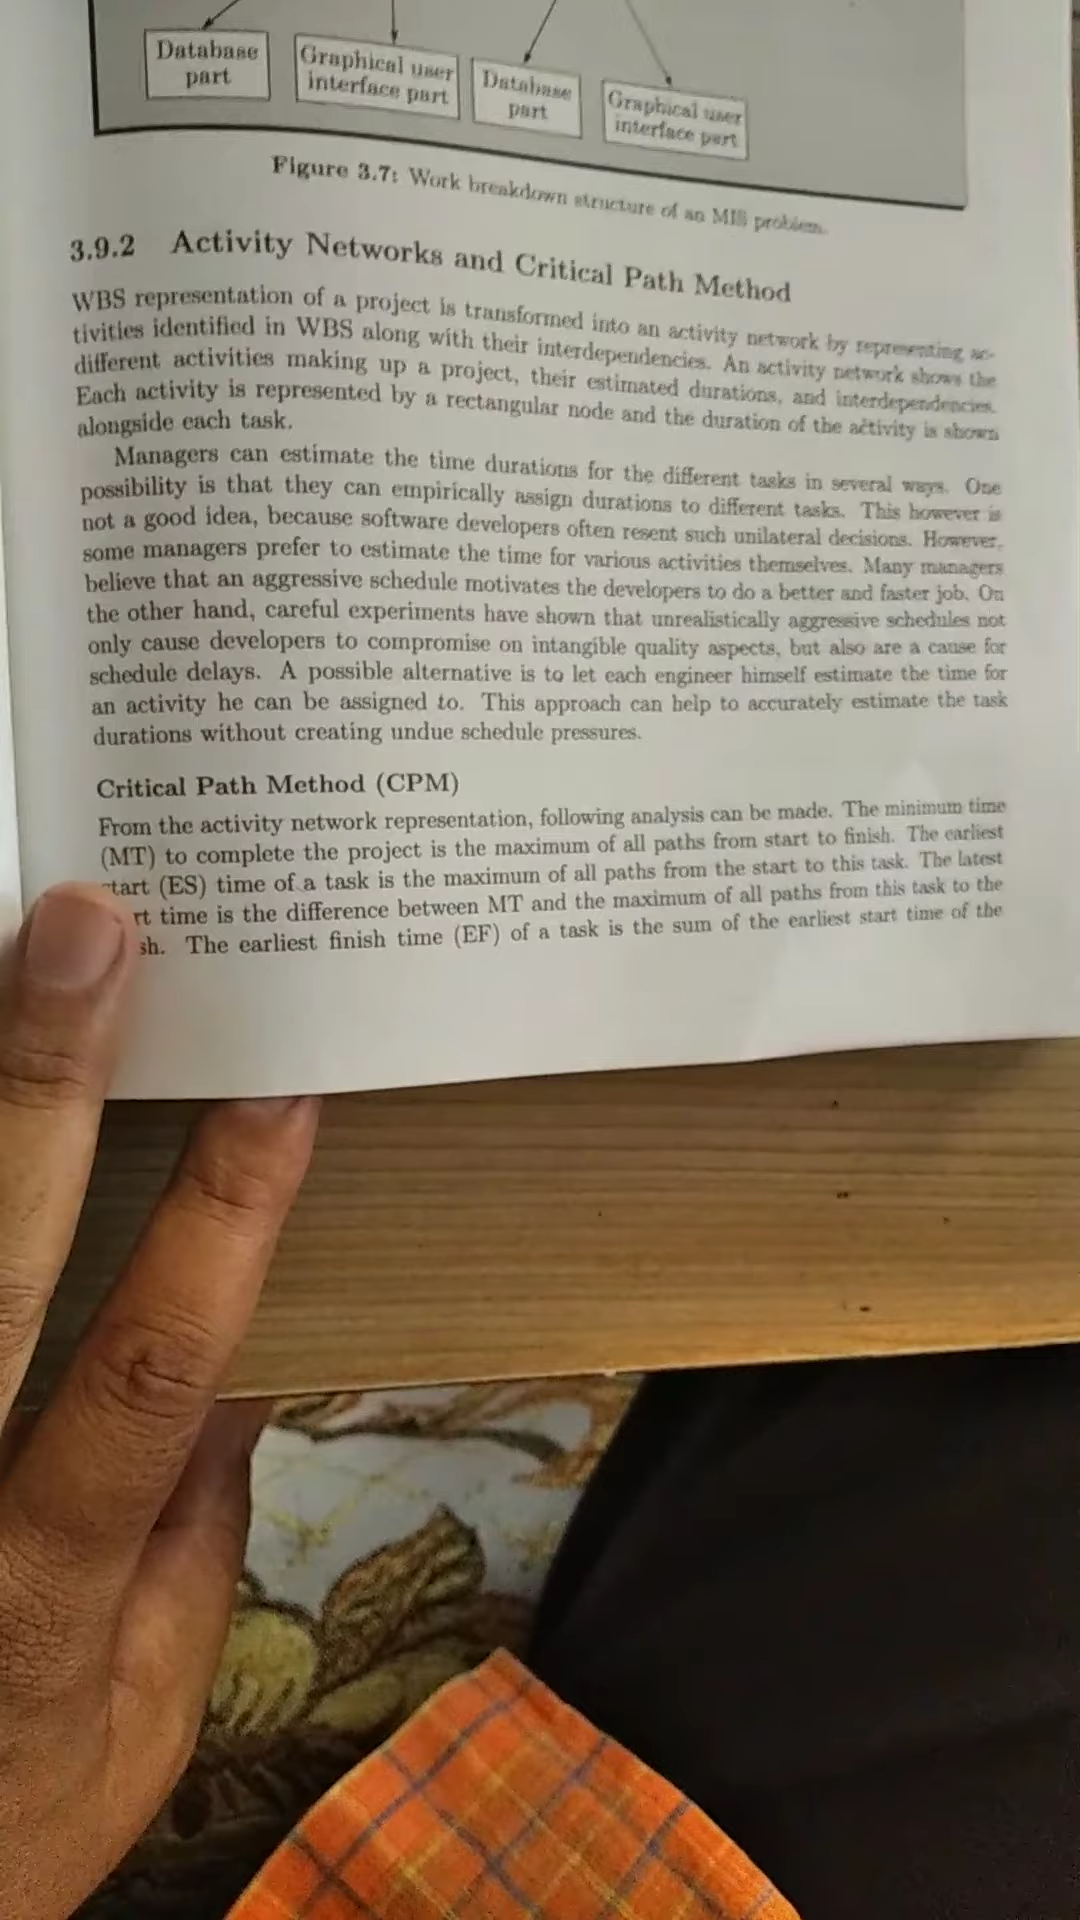 Database
part
Graphical user
interface part
Database
part
Graphical user
interface part
Figure 3.7: Work breakdown structure of an MIS problem.
3.9.2 Activity Networks and Critical Path Method
WBS representation of a project is transformed into an activity network by representing ac-
tivities identified in WBS along with their interdependencies. An activity network shows the
different activities making up a project, their estimated durations, and interdependencies.
Each activity is represented by a rectangular node and the duration of the activity is shown
alongside each task.
Managers can estimate the time durations for the different tasks in several ways. One
possibility is that they can empirically assign durations to different tasks. This however is
not a good idea, because software developers often resent such unilateral decisions. However,
some managers prefer to estimate the time for various activities themselves. Many managers
believe that an aggressive schedule motivates the developers to do a better and faster job. On
the other hand, careful experiments have shown that unrealistically aggressive schedules not
only cause developers to compromise on intangible quality aspects, but also are a cause for
schedule delays. A possible alternative is to let each engineer himself estimate the time for
an activity he can be assigned to. This approach can help to accurately estimate the task
durations without creating undue schedule pressures.
Critical Path Method (CPM)
From the activity network representation, following analysis can be made. The minimum time
(MT) to complete the project is the maximum of all paths from start to finish. The earliest
tart (ES) time of a task is the maximum of all paths from the start to this task. The latest
rt time is the difference between MT and the maximum of all paths from this task to the
sh. The earliest finish time (EF) of a task is the sum of the earliest start time of the